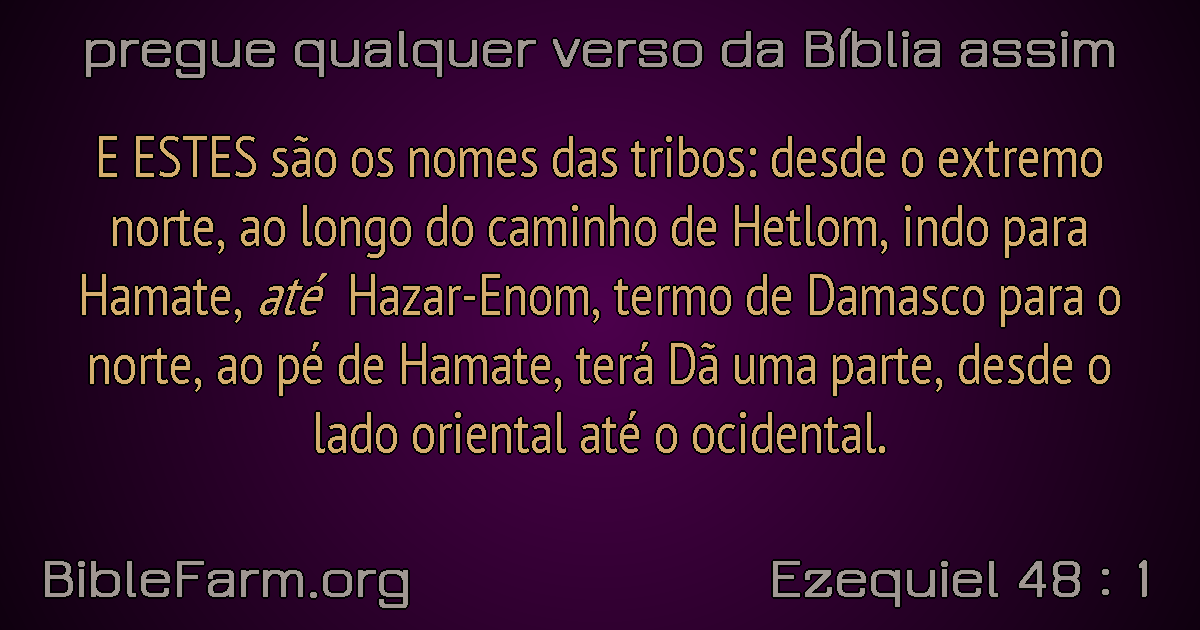 pregue qualquer verso da Bíblia assim
E ESTES são os nomes das tribos: desde o extremo
norte, ao longo do caminho de Hetlom, indo para
Hamate, até Hazar-Enom, termo de Damasco para o
norte, ao pé de Hamate, terá Dã uma parte, desde o
lado oriental até o ocidental.
BibleFarm.org
Ezequiel 48 : 1